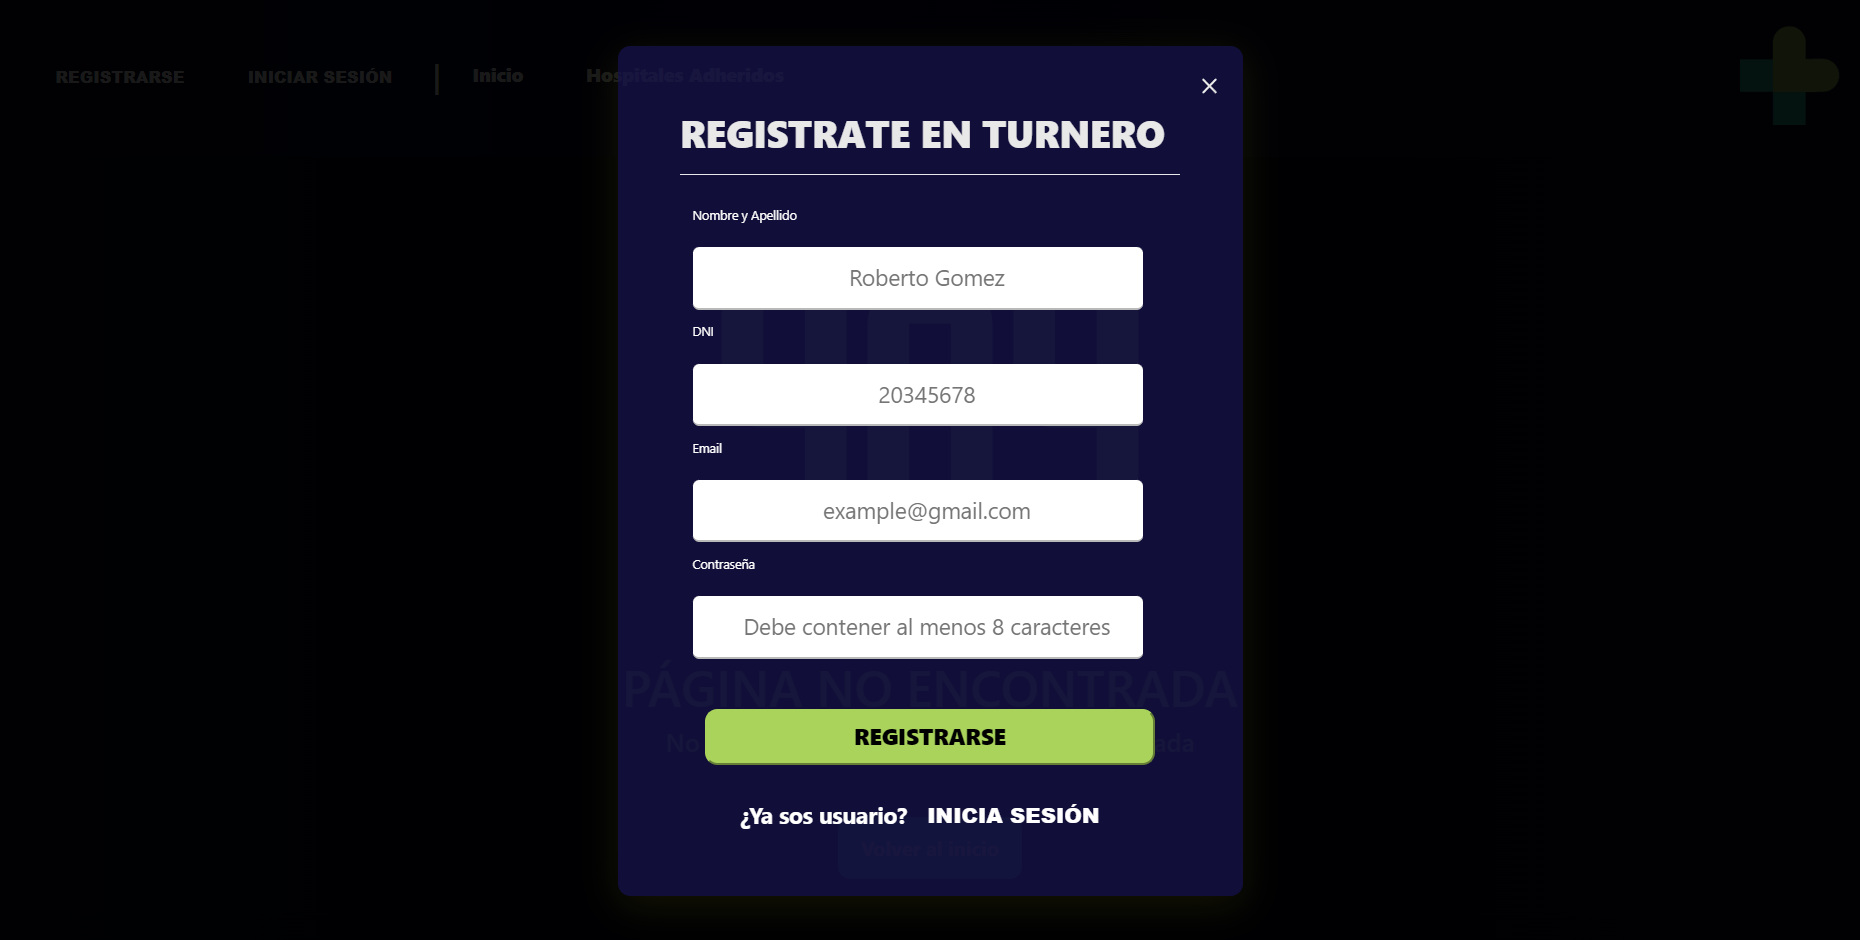 REGISTRARSE INICIAR SESIÓN | Inicio Hospitales Adheridos
REGISTRATE EN TURNERO
Nombre y Apellido
Roberto Gomez
DNI
20345678
Email
example@gmail.com
Contraseña
Debe contener al menos 8 caracteres
PÁGINA NO ENCONTRADA
No
REGISTRARSE
¿Ya sos usuario? INICIA SESIÓN
Volver al inicio